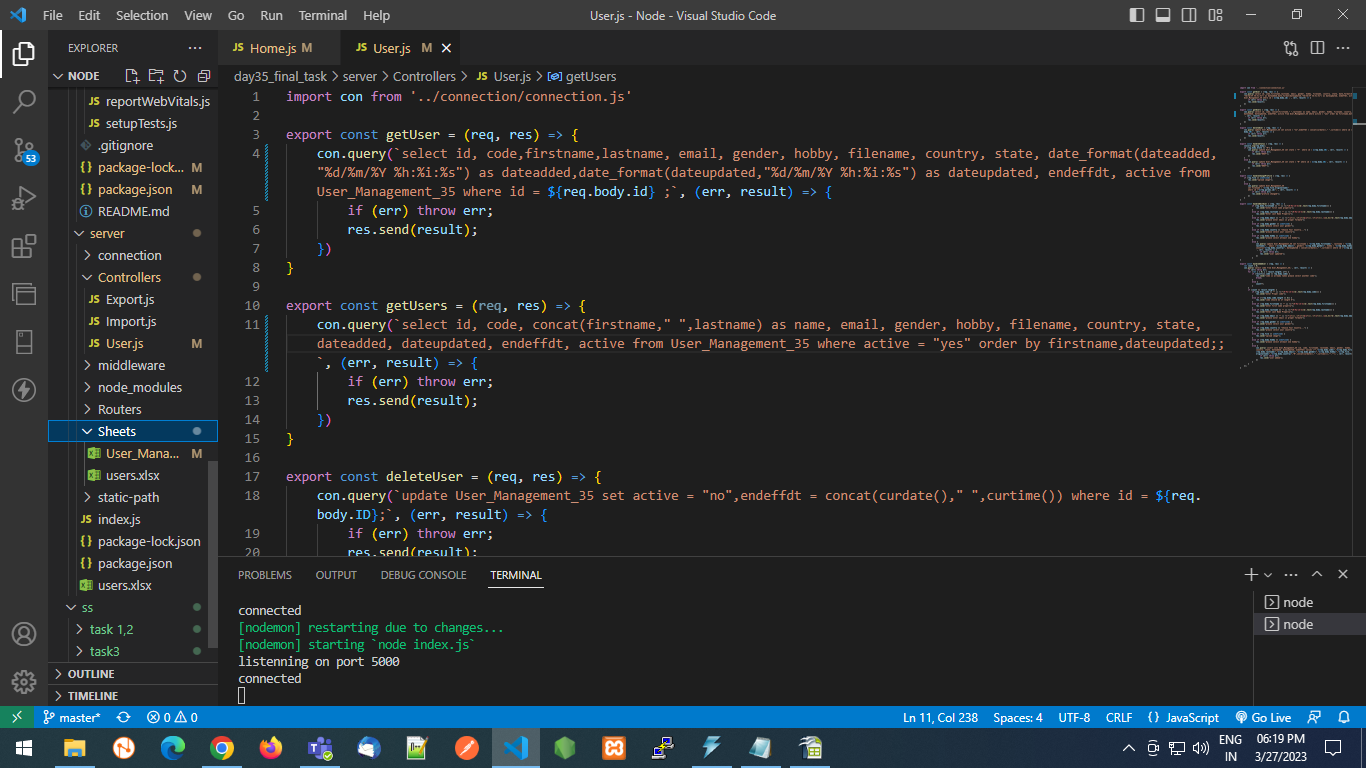 File Edit Selection View Go Run Terminal Help
User.js - Node - Visual Studio Code
EXPLORER
NODE
JS reportWebVitals.js
JS setupTests.js
.gitignore
{} package-lock... M
{} package.json M
README.md
server
connection
Controllers
JS Export.js
JS Import.js
JS User.js M
middleware
node_modules
Routers
Sheets
User_Mana... M
users.xlsx
static-path
JS index.js
{} package-lock.json
{} package.json
users.xlsx
ss
task 1,2
task3
OUTLINE
TIMELINE
53
JS Home.js M
JS User.js M
day35_final_task > server > Controllers > JS User.js > getUsers
1 import con from '../connection/connection.js'
2
3 export const getUser = (req, res) => {
4 con.query(`select id, code,firstname,lastname, email, gender, hobby, filename, country, state, date_format(dateadded,
"%d/%m/%Y %h:%i:%s") as dateadded,date_format(dateupdated,"%d/%m/%Y %h:%i:%s") as dateupdated, endeffdt, active from
User_Management_35 where id = ${req.body.id} ;`, (err, result) => {
5 if (err) throw err;
6 res.send(result);
7 })
8 }
9
10 export const getUsers = (req, res) => {
11 con.query(`select id, code, concat(firstname," ",lastname) as name, email, gender, hobby, filename, country, state,
dateadded, dateupdated, endeffdt, active from User_Management_35 where active = "yes" order by firstname,dateupdated;;
`, (err, result) => {
12 if (err) throw err;
13 res.send(result);
14 })
15 }
16
17 export const deleteUser = (req, res) => {
18 con.query(`update User_Management_35 set active = "no",endeffdt = concat(curdate()," ",curtime()) where id = ${req.
body.ID};`, (err, result) => {
19 if (err) throw err;
20 res.send(result);
PROBLEMS OUTPUT DEBUG CONSOLE TERMINAL
connected
[nodemon] restarting due to changes...
[nodemon] starting `node index.js`
listenning on port 5000
connected
node
node
master* 0 0 Ln 11, Col 238 Spaces: 4 UTF-8 CRLF {} JavaScript Go Live
ENG
IN
06:19 PM
3/27/2023